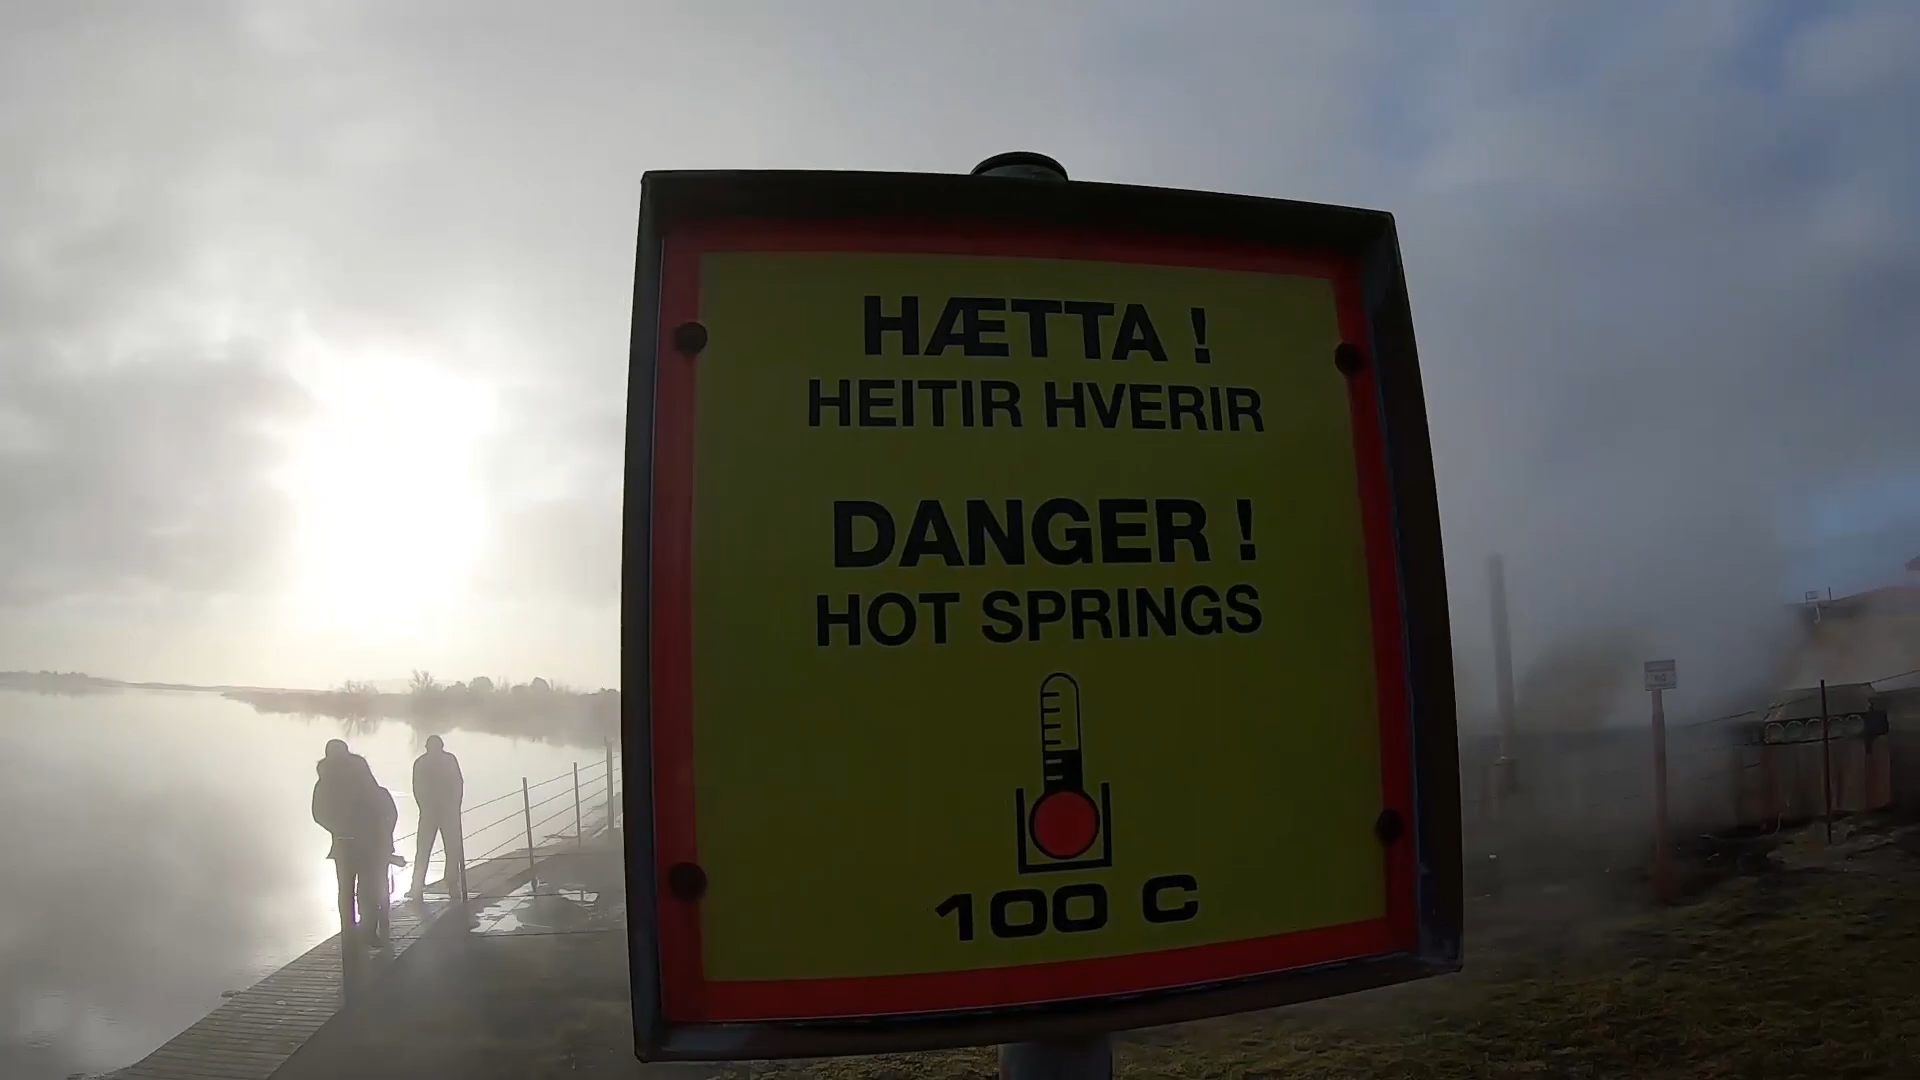 HÆTTA !
HEITIR HVERIR
DANGER !
HOT SPRINGS
100 C